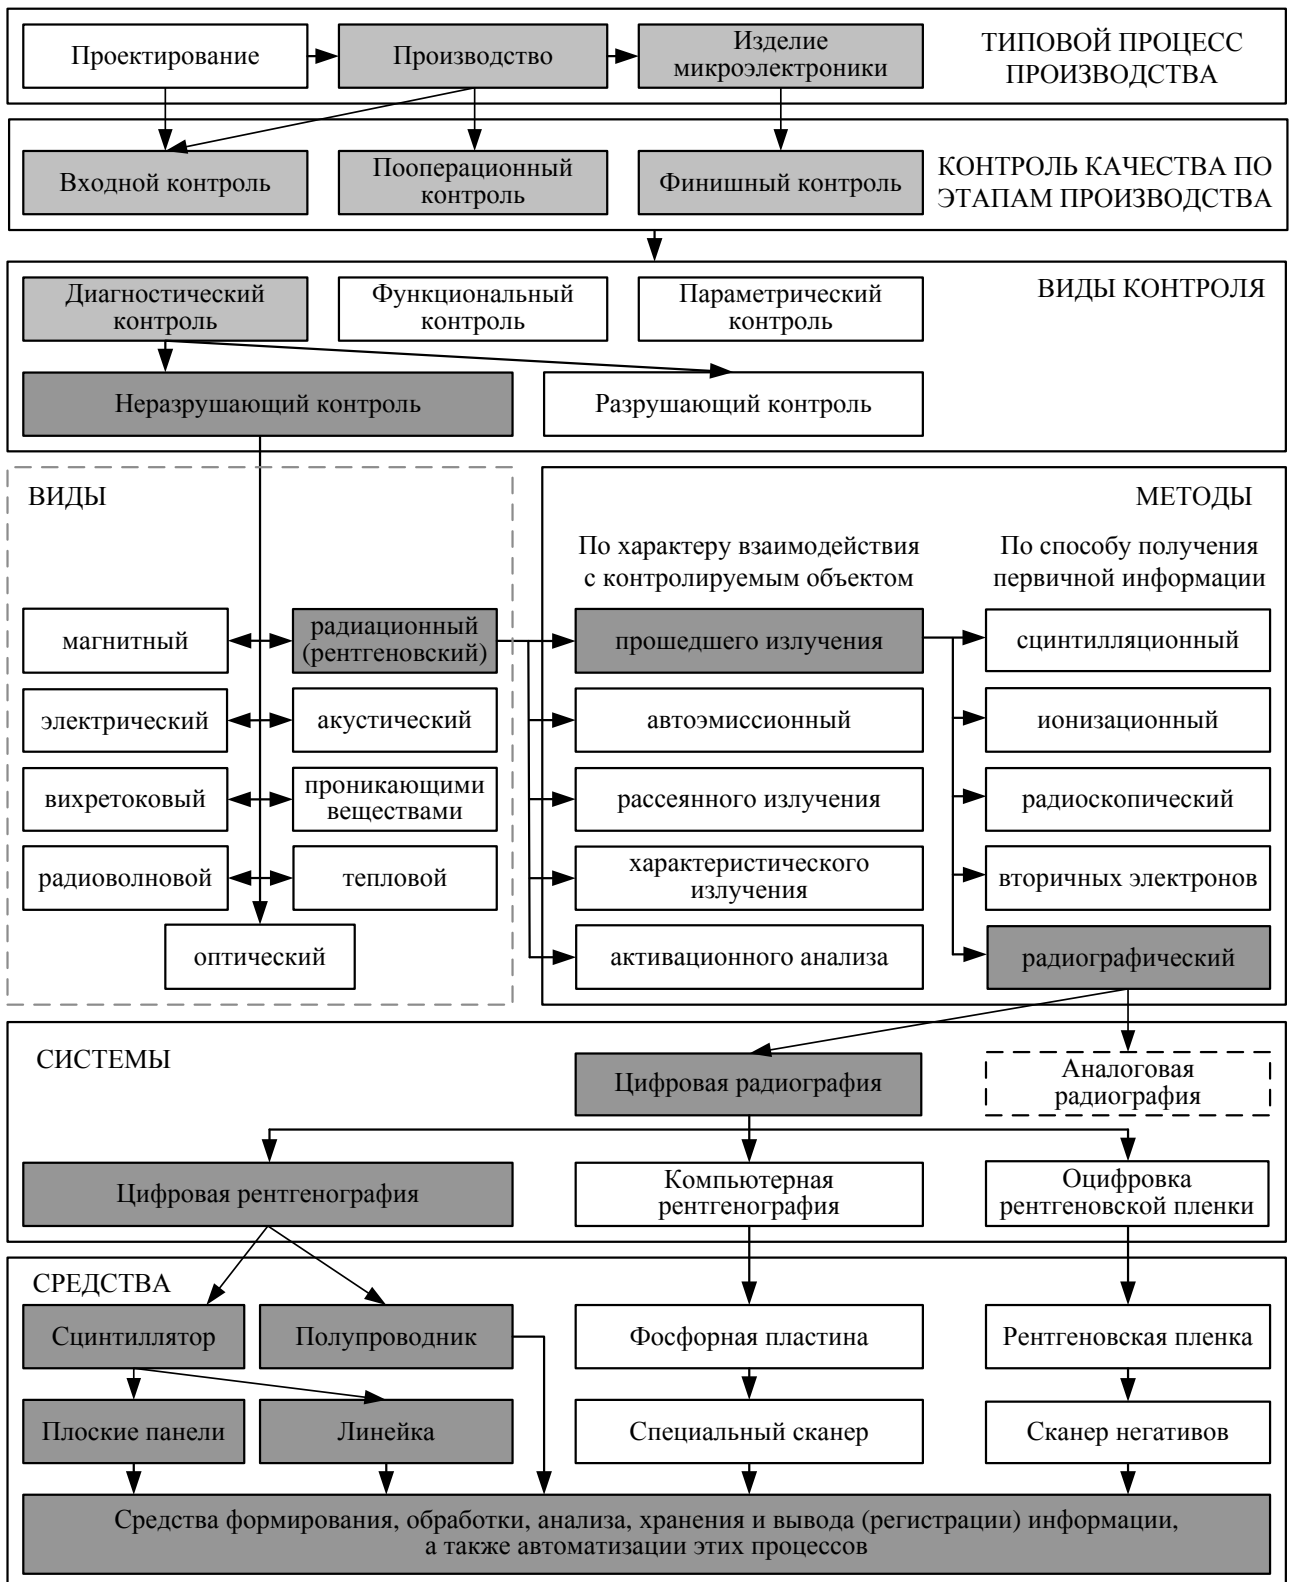 Проектирование
Производство
Изделие
микроэлектроники
ТИПОВОЙ ПРОЦЕСС
ПРОИЗВОДСТВА
Входной контроль
Пооперационный
контроль
Финишный контроль
КОНТРОЛЬ КАЧЕСТВА ПО
ЭТАПАМ ПРОИЗВОДСТВА
Диагностический
контроль
Функциональный
контроль
Параметрический
контроль
ВИДЫ КОНТРОЛЯ
Неразрушающий контроль
Разрушающий контроль
ВИДЫ
магнитный
радиационный
(рентгеновский)
электрический
акустический
вихретоковый
проникающими
веществами
радиоволновой
тепловой
оптический
МЕТОДЫ
По характеру взаимодействия
с контролируемым объектом
По способу получения
первичной информации
прошедшего излучения
сцинтилляционный
автоэмиссионный
ионизационный
рассеянного излучения
радиоскопический
характеристического
излучения
вторичных электронов
активационного анализа
радиографический
СИСТЕМЫ
Цифровая радиография
Аналоговая
радиография
Цифровая рентгенография
Компьютерная
рентгенография
Оцифровка
рентгеновской пленки
СРЕДСТВА
Сцинтиллятор
Полупроводник
Фосфорная пластина
Рентгеновская пленка
Плоские панели
Линейка
Специальный сканер
Сканер негативов
Средства формирования, обработки, анализа, хранения и вывода (регистрации) информации,
а также автоматизации этих процессов